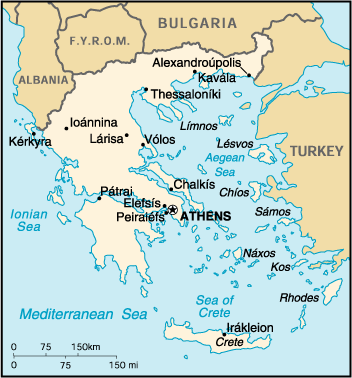 BULGARIA
F.Y.R.O.M.
ALBANIA
Alexandroúpolis
Kavála
Thessaloníki
Ioánnina
Kérkyra
Lárisa
Vólos
Límnos
Lésvos
Aegean
Sea
TURKEY
Chalkís
Chíos
Pátrai
Elefsís
Peiraiéfs
ATHENS
Sámos
Ionian
Sea
Náxos
Kos
Rhodes
Mediterranean Sea
Sea of
Crete
Irákleion
Crete
0 75 150km
0 75 150 mi